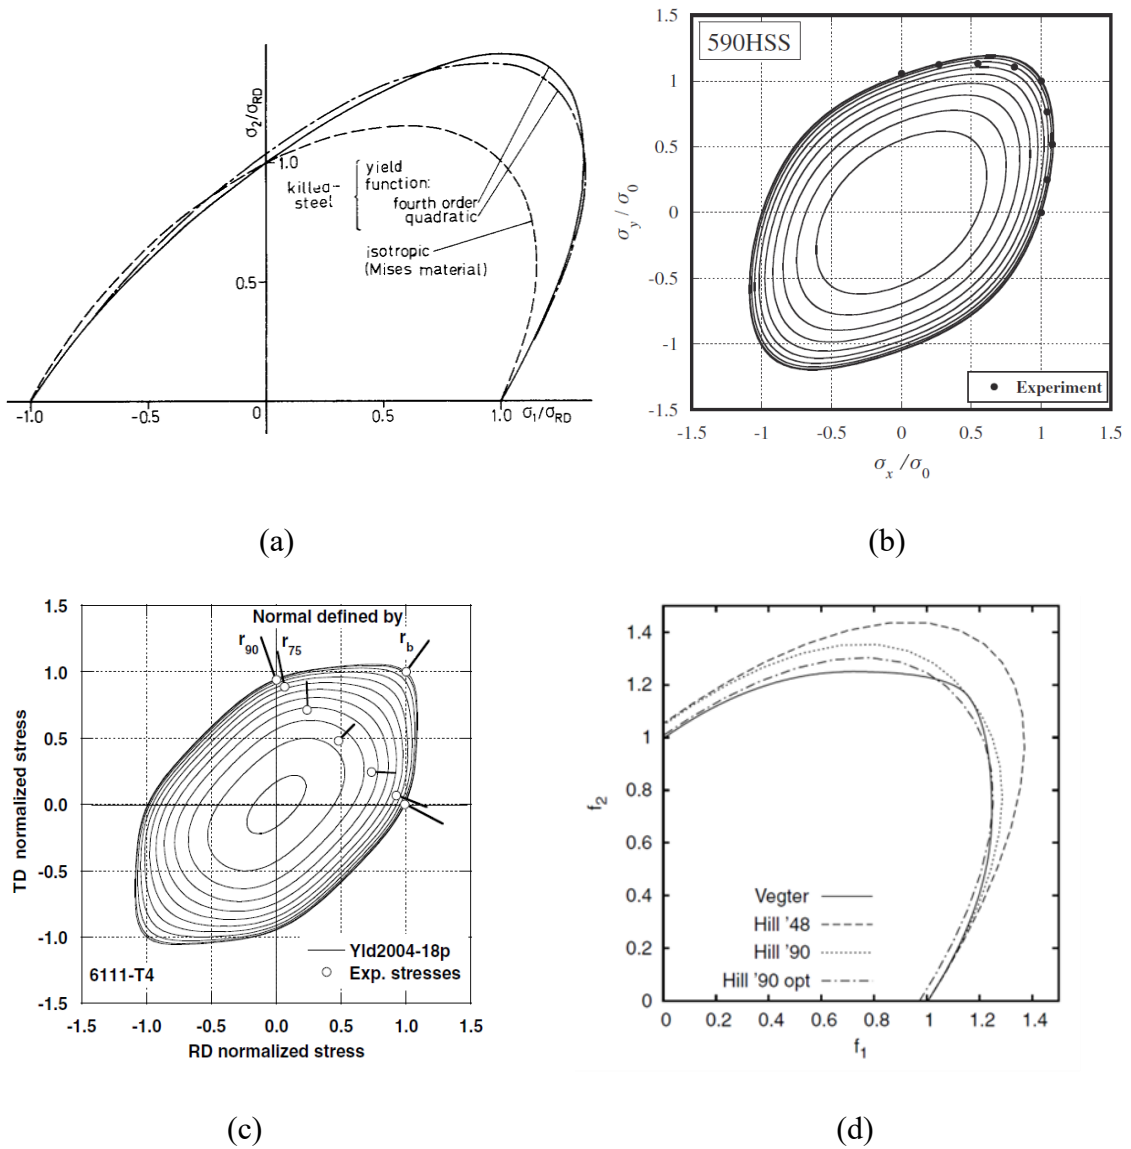 σ₂/σRD
1.0
killed-
steel
yield
function:
fourth order
quadratic
isotropic
(Mises material)
0.5
-1.0
-0.5
0
0.5
1.0
σ₁/σRD
(a)
590HSS
1.5
1
0.5
0
-0.5
-1
-1.5
σy / σ0
Experiment
-1.5
-1
-0.5
0
0.5
1
1.5
σx /σ0
(b)
1.5
1.0
0.5
0.0
-0.5
-1.0
-1.5
TD normalized stress
Normal defined by
r90
r75
rb
Yld2004-18p
Exp. stresses
6111-T4
-1.5
-1.0
-0.5
0.0
0.5
1.0
1.5
RD normalized stress
(c)
1.4
1.2
1
0.8
0.6
0.4
0.2
0
f2
Vegter
Hill '48
Hill '90
Hill '90 opt
0
0.2
0.4
0.6
0.8
1
1.2
1.4
f1
(d)